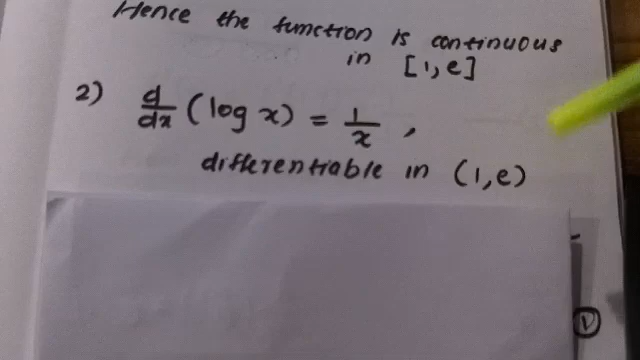 Hence the function is continuous
in [1,e]
2) d/dx (log x) = 1/x ,
differentiable in (1,e)
V